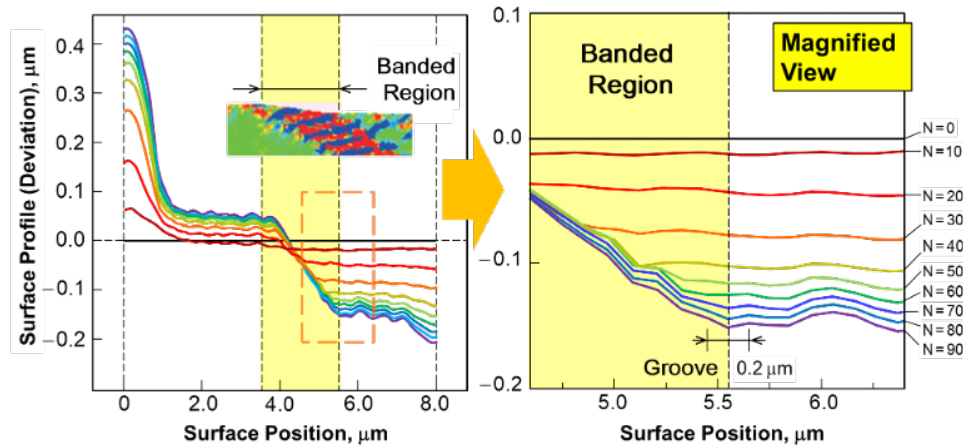 Surface Profile (Deviation), μm
0.4
0.3
0.2
0.1
0.0
−0.1
−0.2
Banded
Region
0
2.0
4.0
6.0
8.0
Surface Position, μm
0.1
0.0
−0.1
−0.2
Banded
Region
Magnified
View
N=0
N=10
N=20
N=30
N=40
N=50
N=60
N=70
N=80
N=90
Groove
0.2 μm
5.0
5.5
6.0
Surface Position, μm